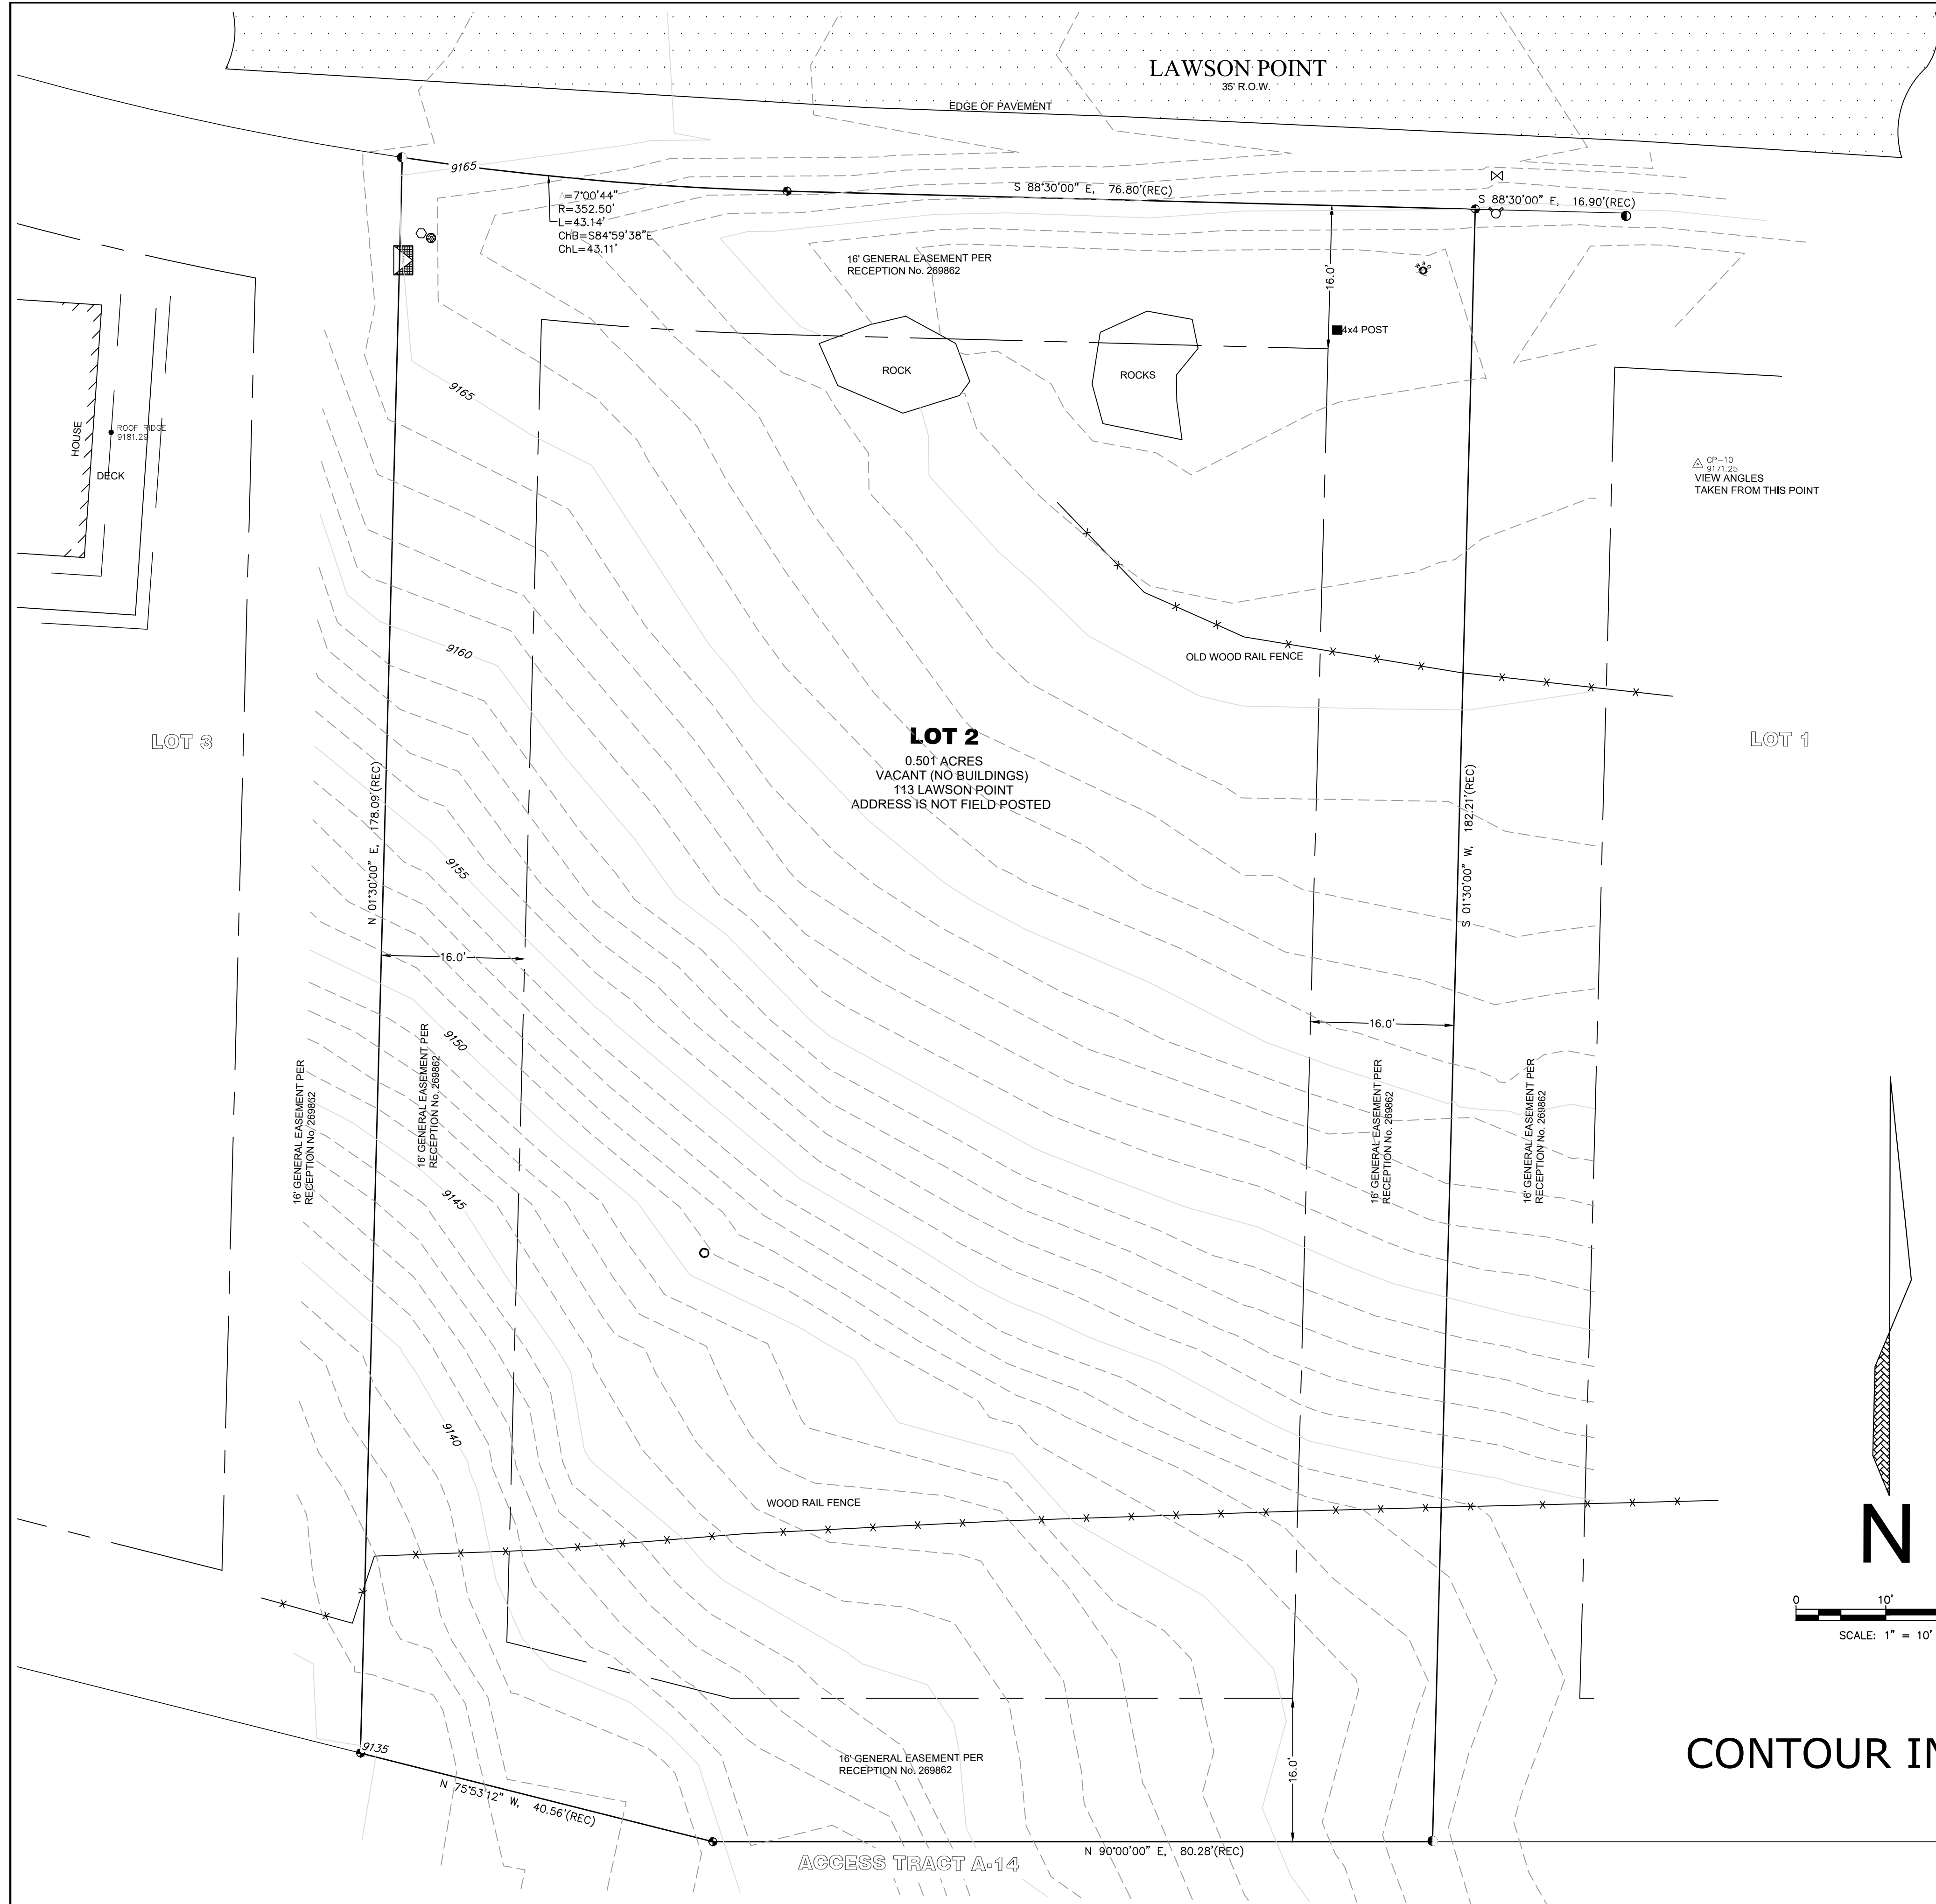 LAWSON POINT
35' R.O.W.
EDGE OF PAVEMENT
9165
S 88°30'00" E, 76.80'(REC)
S 88°30'00" E, 16.90'(REC)
△=7°00'44"
R=352.50'
L=43.14'
ChB=S84°59'38"E
ChL=43.11'
16' GENERAL EASEMENT PER
RECEPTION No. 269862
16.0'
4x4 POST
ROCK
ROCKS
9165
HOUSE
ROOF RIDGE
9181.29
DECK
CP-10
9171.25
VIEW ANGLES
TAKEN FROM THIS POINT
9160
OLD WOOD RAIL FENCE
LOT 3
LOT 2
0.501 ACRES
VACANT (NO BUILDINGS)
113 LAWSON POINT
ADDRESS IS NOT FIELD POSTED
LOT 1
N 01°30'00" E, 178.09'(REC)
S 01°30'00" W, 182.21'(REC)
9155
16.0'
16.0'
9150
16' GENERAL EASEMENT PER
RECEPTION No. 269862
16' GENERAL EASEMENT PER
RECEPTION No. 269862
16' GENERAL EASEMENT PER
RECEPTION No. 269862
16' GENERAL EASEMENT PER
RECEPTION No. 269862
9145
9140
WOOD RAIL FENCE
N
0 10'
SCALE: 1" = 10'
CONTOUR IN
9135
16' GENERAL EASEMENT PER
RECEPTION No. 269862
16.0'
N 75°53'12" W, 40.56'(REC)
N 90°00'00" E, 80.28'(REC)
ACCESS TRACT A-14